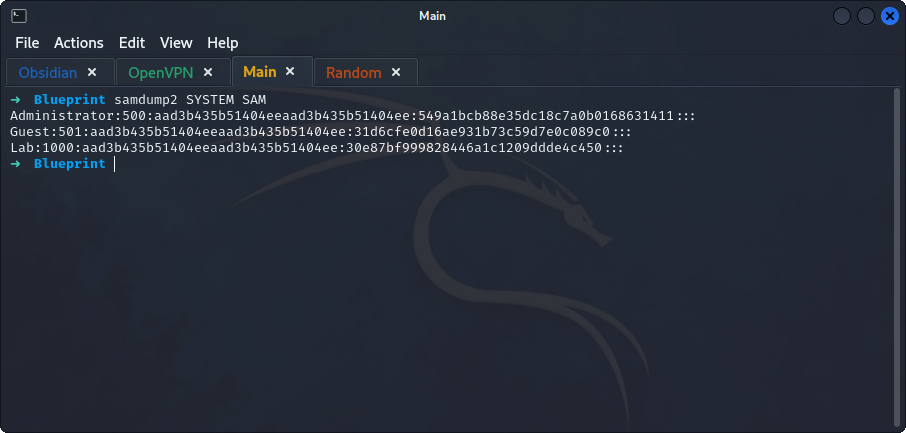 Main
File Actions Edit View Help
Obsidian × OpenVPN × Main × Random ×
→ Blueprint samdump2 SYSTEM SAM
Administrator:500:aad3b435b51404eeaad3b435b51404ee:549a1bcb88e35dc18c7a0b0168631411:::
Guest:501:aad3b435b51404eeaad3b435b51404ee:31d6cfe0d16ae931b73c59d7e0c089c0:::
Lab:1000:aad3b435b51404eeaad3b435b51404ee:30e87bf999828446a1c1209ddde4c450:::
→ Blueprint